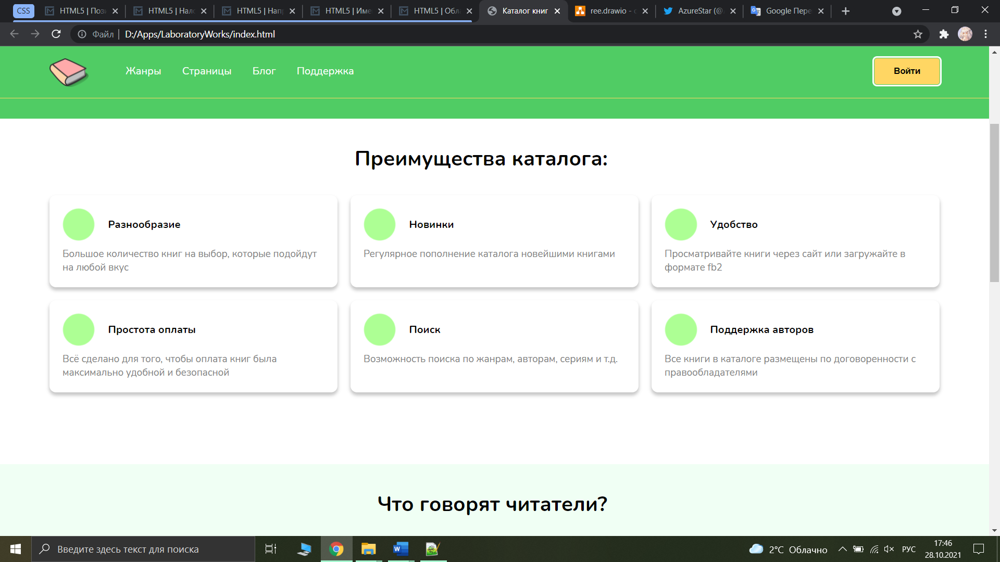 CSS
HTML5 | Пози
HTML5 | Нало
HTML5 | Напр
HTML5 | Имен
HTML5 | Обла
Каталог книг
ree.drawio - d
AzureStar (@
Google Пере
Файл | D:/Apps/LaboratoryWorks/index.html
Жанры Страницы Блог Поддержка
Войти
Преимущества каталога:
Разнообразие
Большое количество книг на выбор, которые подойдут
на любой вкус
Новинки
Регулярное пополнение каталога новейшими книгами
Удобство
Просматривайте книги через сайт или загружайте в
формате fb2
Простота оплаты
Всё сделано для того, чтобы оплата книг была
максимально удобной и безопасной
Поиск
Возможность поиска по жанрам, авторам, сериям и т.д.
Поддержка авторов
Все книги в каталоге размещены по договоренности с
правообладателями
Что говорят читатели?
Введите здесь текст для поиска
2°C Облачно
РУС
17:46
28.10.2021